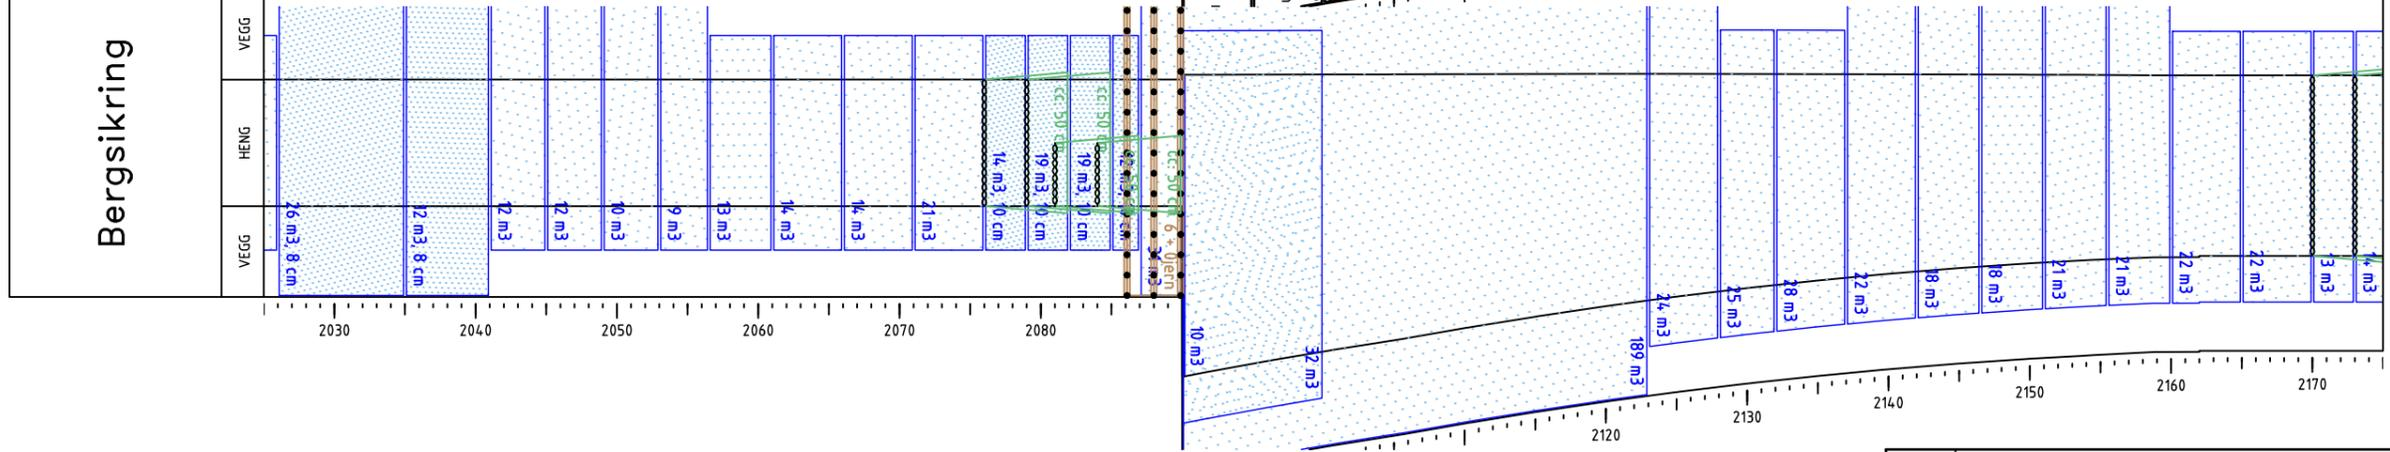 Bergsikring
VEGG
HENG
VEGG
26 m3, 8 cm
12 m3, 8 cm
12 m3
12 m3
10 m3
9 m3
13 m3
14 m3
14 m3
21 m3
14 m3, 10 cm
19 m3, 10 cm
19 m3, 10 cm
cc 50 cm
cc 50 cm
cc 50 cm
6 + 0jern
10 m3
32 m3
189 m3
24 m3
25 m3
28 m3
22 m3
18 m3
18 m3
21 m3
21 m3
22 m3
22 m3
13 m3
14 m3
2030
2040
2050
2060
2070
2080
2120
2130
2140
2150
2160
2170